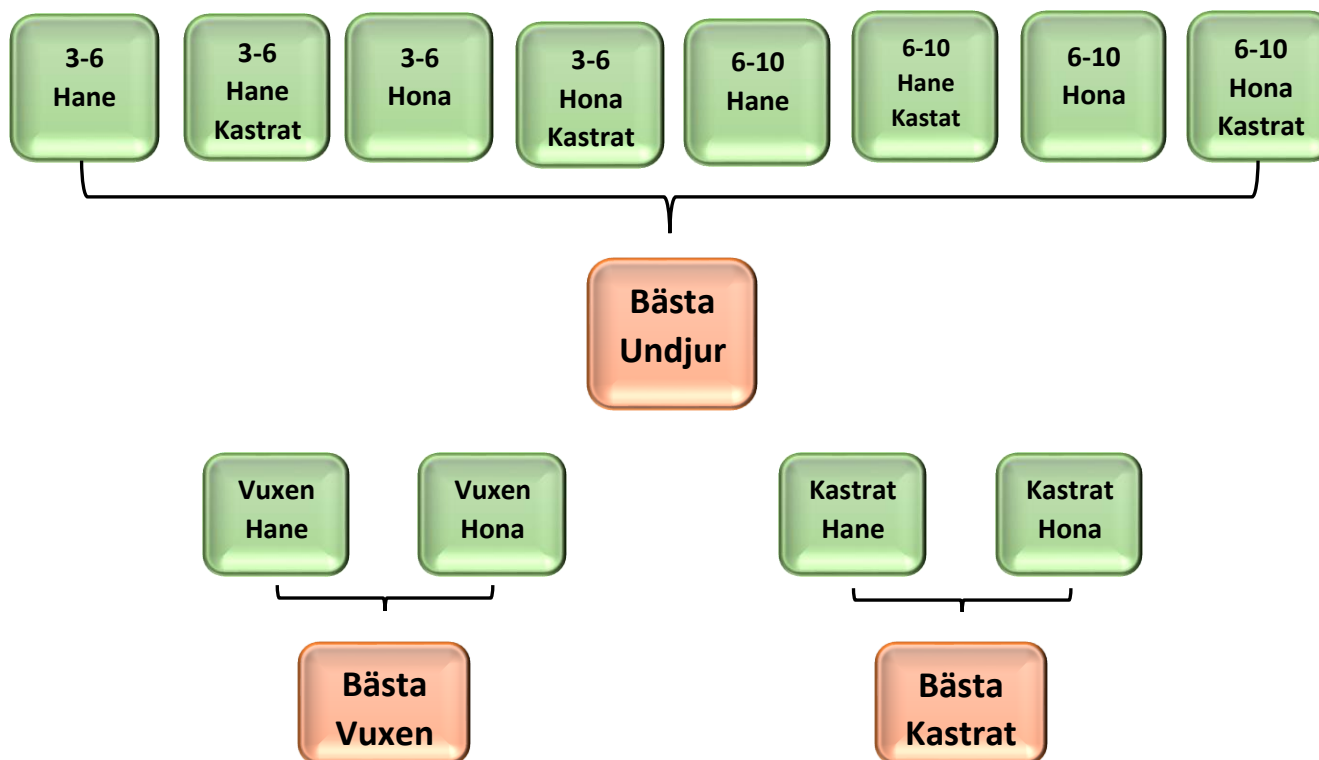 3-6
Hane
3-6
Hane
Kastrat
3-6
Hona
3-6
Hona
Kastrat
6-10
Hane
6-10
Hane
Kastat
6-10
Hona
6-10
Hona
Kastrat
Bästa
Undjur
Vuxen
Hane
Vuxen
Hona
Kastrat
Hane
Kastrat
Hona
Bästa
Vuxen
Bästa
Kastrat